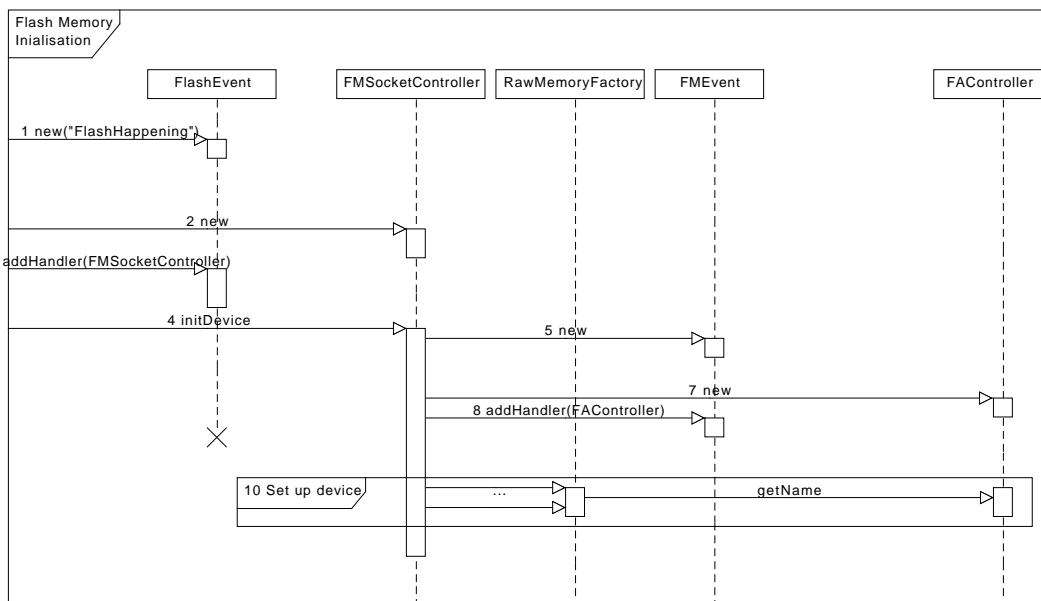 Flash Memory
Inialisation
FlashEvent
FMSocketController
RawMemoryFactory
FMEvent
FAController
1 new("FlashHappening")
2 new
addHandler(FMSocketController)
4 initDevice
5 new
7 new
8 addHandler(FAController)
10 Set up device
...
getName